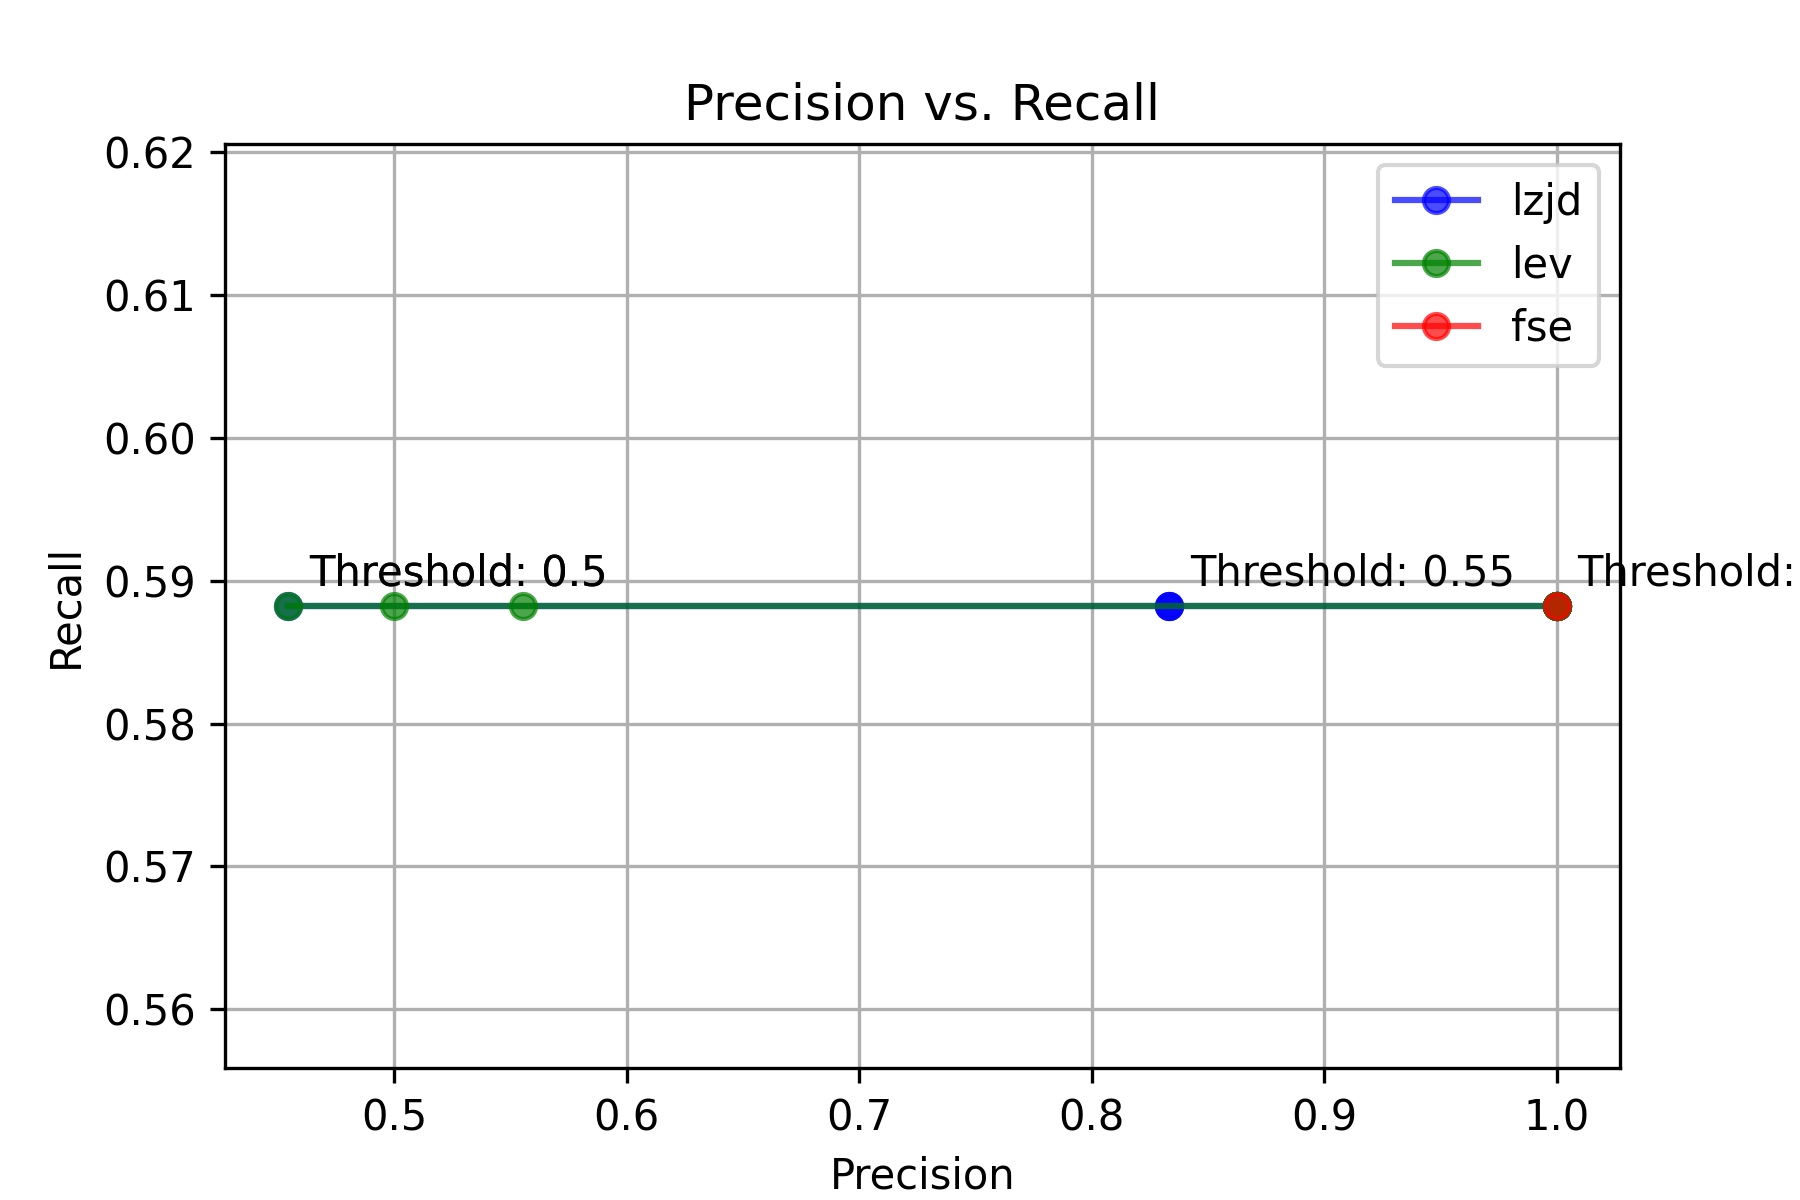 Precision vs. Recall
lzjd
lev
fse
0.62
0.61
0.60
0.59
0.58
0.57
0.56
Recall
Threshold: 0.5
Threshold: 0.55
Threshold:
0.5
0.6
0.7
0.8
0.9
1.0
Precision